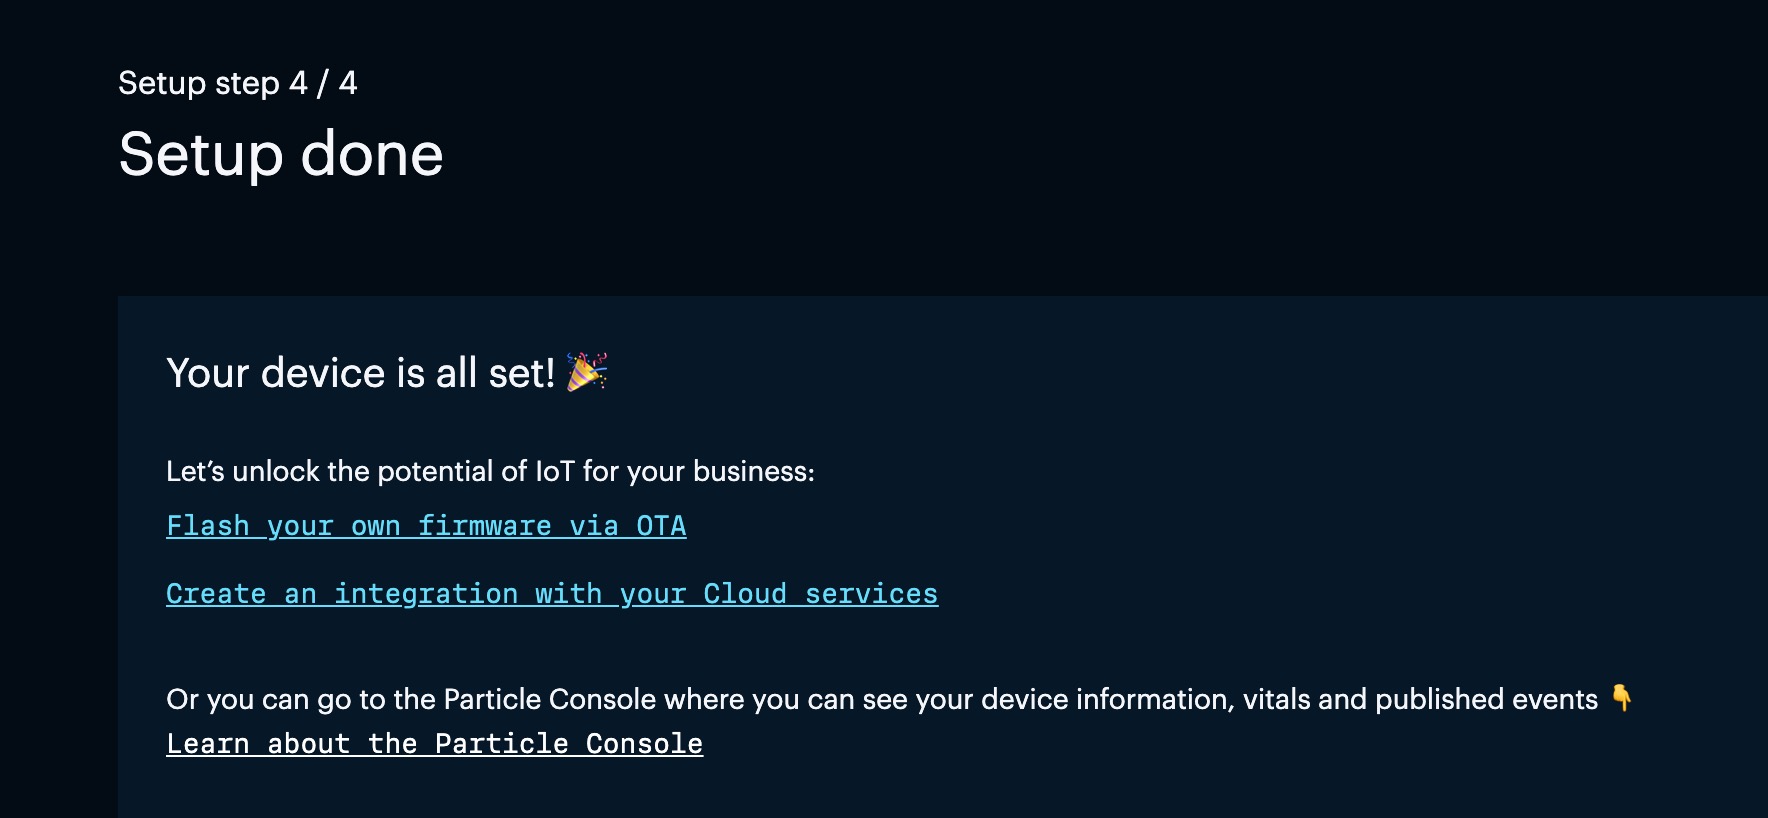 Setup step 4 / 4
Setup done
Your device is all set! 🎉
Let’s unlock the potential of IoT for your business:
Flash your own firmware via OTA
Create an integration with your Cloud services
Or you can go to the Particle Console where you can see your device information, vitals and published events 👇
Learn about the Particle Console